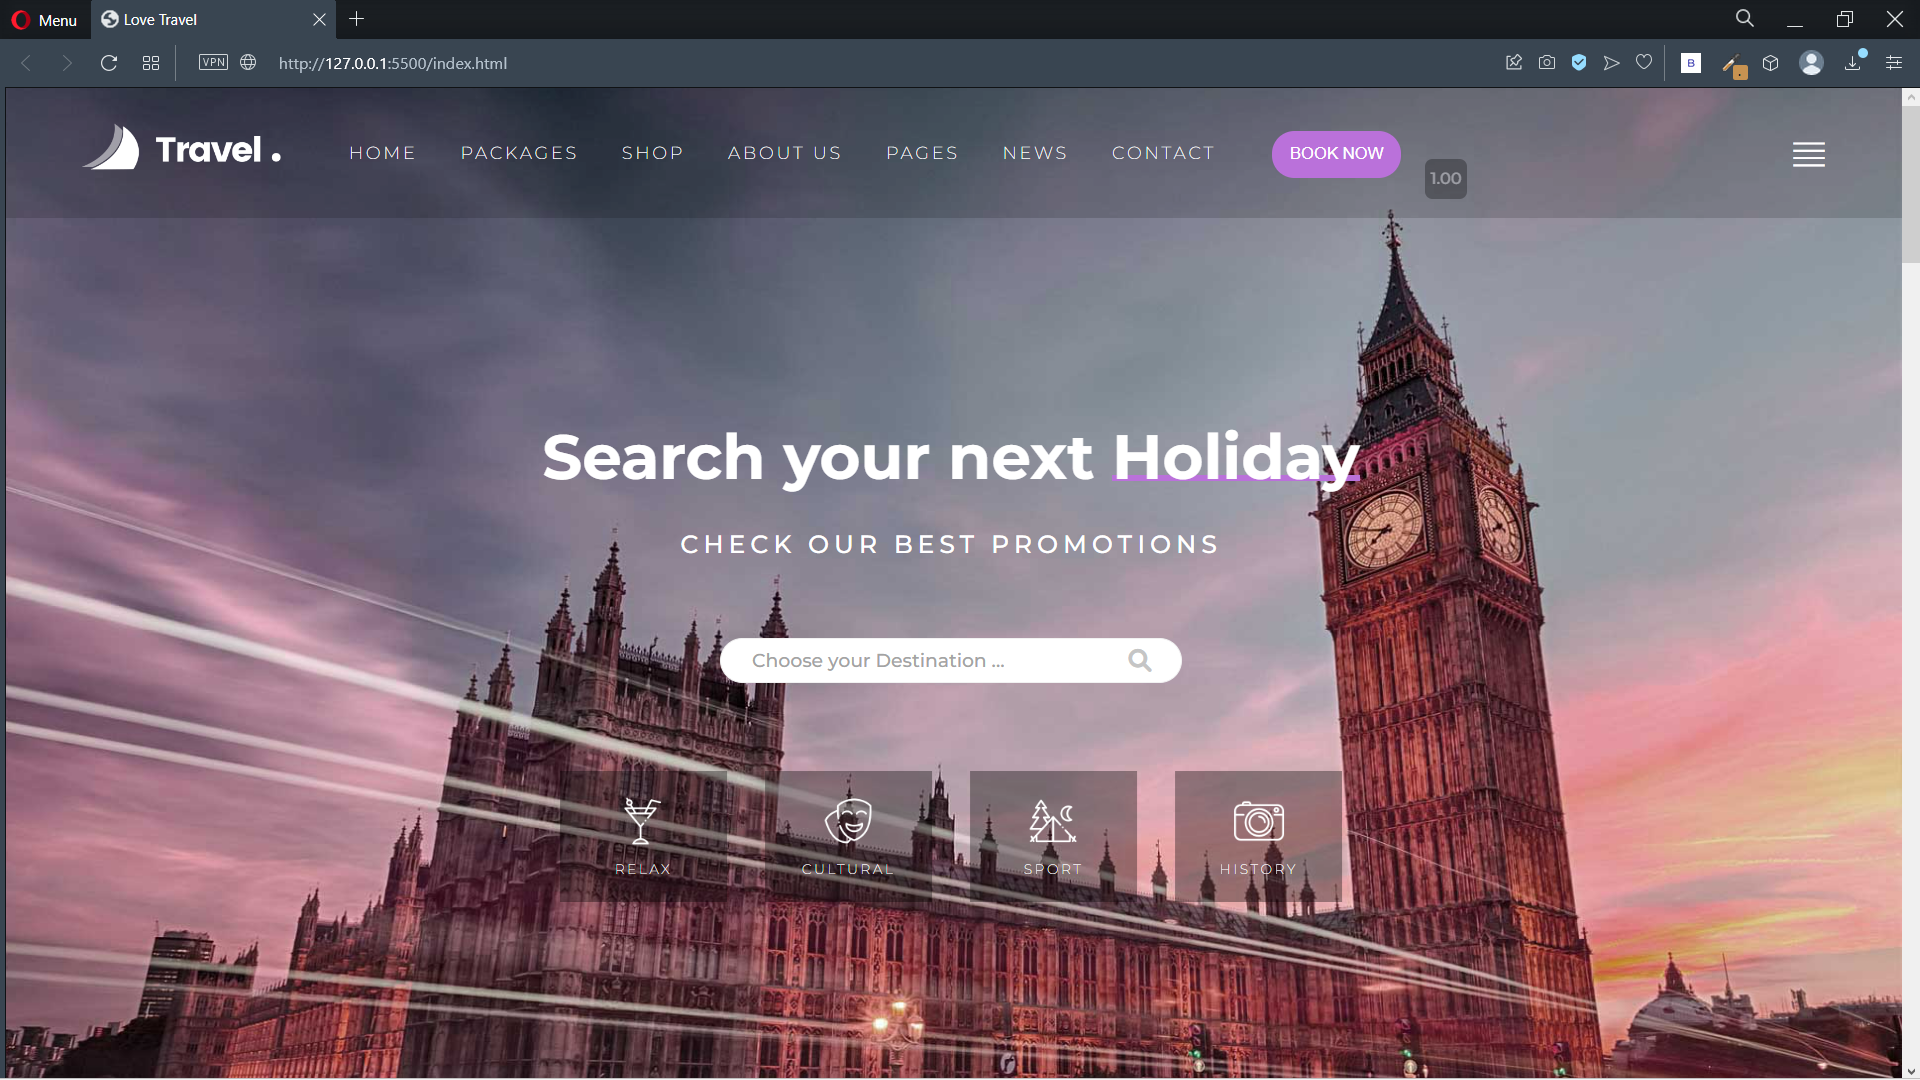 Menu
Love Travel
VPN
http://127.0.0.1:5500/index.html
B
Travel .
HOME
PACKAGES
SHOP
ABOUT US
PAGES
NEWS
CONTACT
BOOK NOW
1.00
Search your next Holiday
CHECK OUR BEST PROMOTIONS
Choose your Destination ...
RELAX
CULTURAL
SPORT
HISTORY